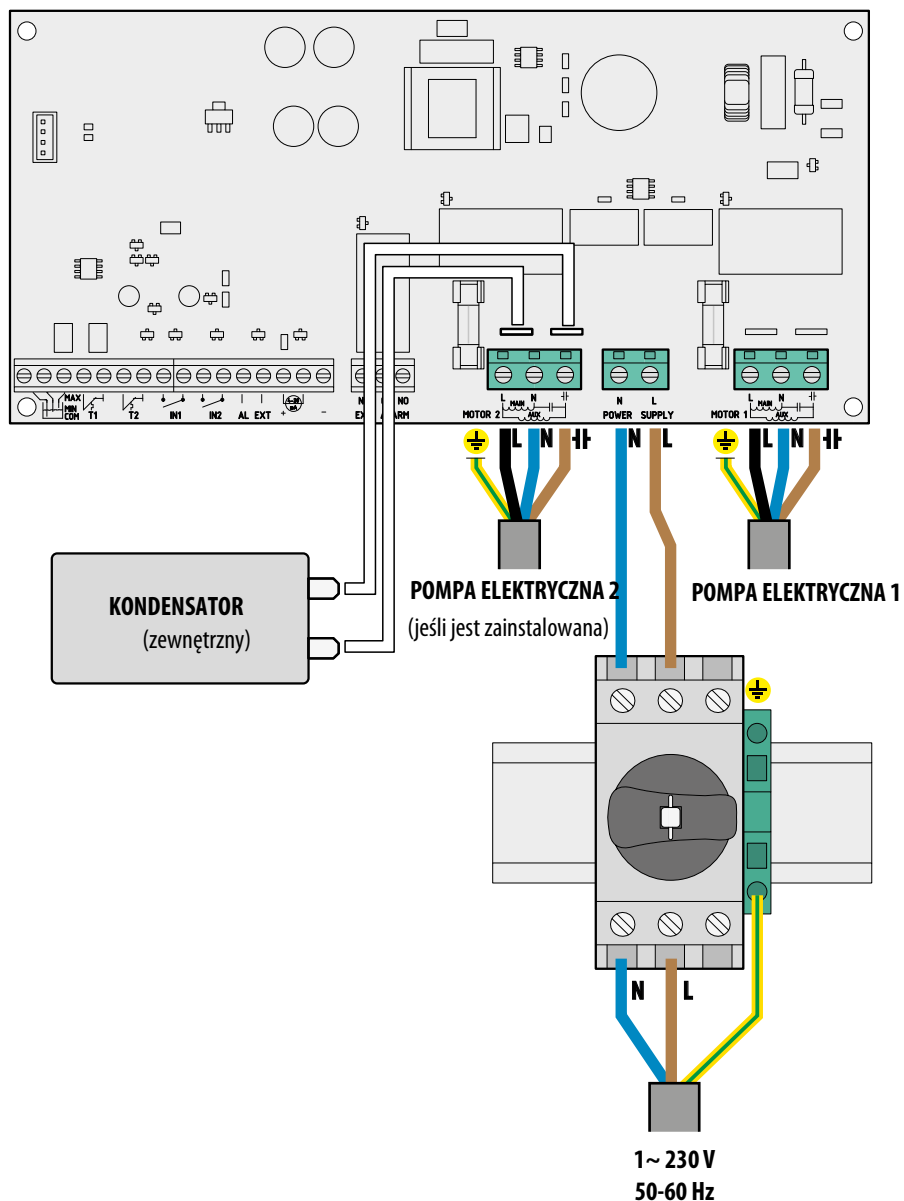 MAX
MIN
COM
T1
T2
IN1
IN2
AL EXT
+
-
mA
NO
MOTOR 2
L
N
MAIN
AUX
N
L
POWER SUPPLY
MOTOR 1
L
N
MAIN
AUX
L
N
N
L
L
N
KONDENSATOR
(zewnętrzny)
POMPA ELEKTRYCZNA 2
(jeśli jest zainstalowana)
POMPA ELEKTRYCZNA 1
N
L
1~ 230 V
50-60 Hz